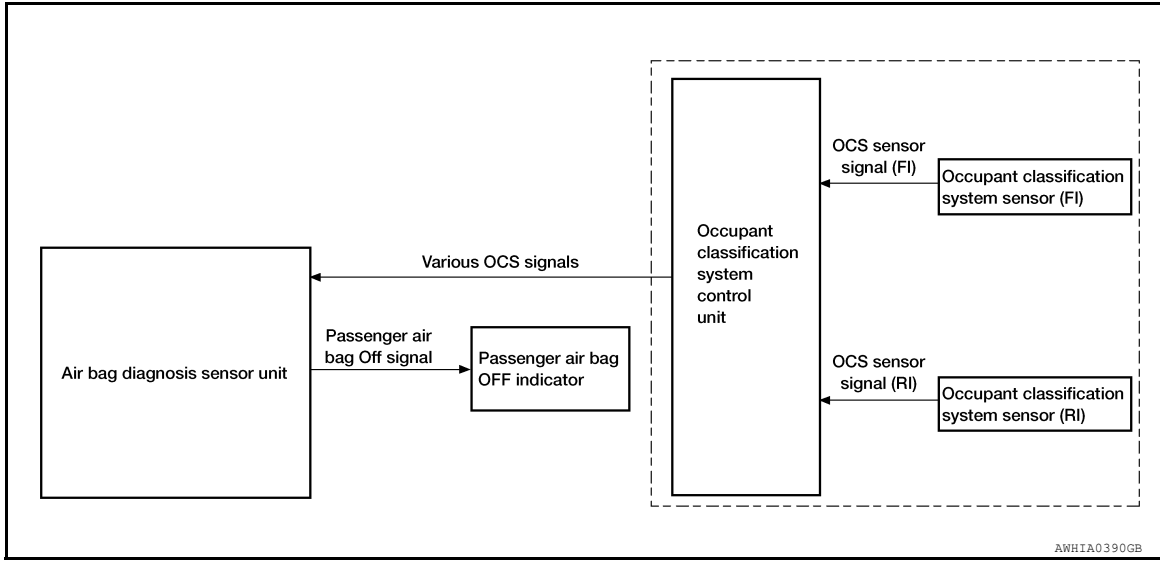 OCS sensor
signal (FI)
Occupant classification
system sensor (FI)
Occupant
classification
system
control
unit
Various OCS signals
Passenger air
bag Off signal
Passenger air bag
OFF indicator
Air bag diagnosis sensor unit
OCS sensor
signal (RI)
Occupant classification
system sensor (RI)
AWHIA0390GB